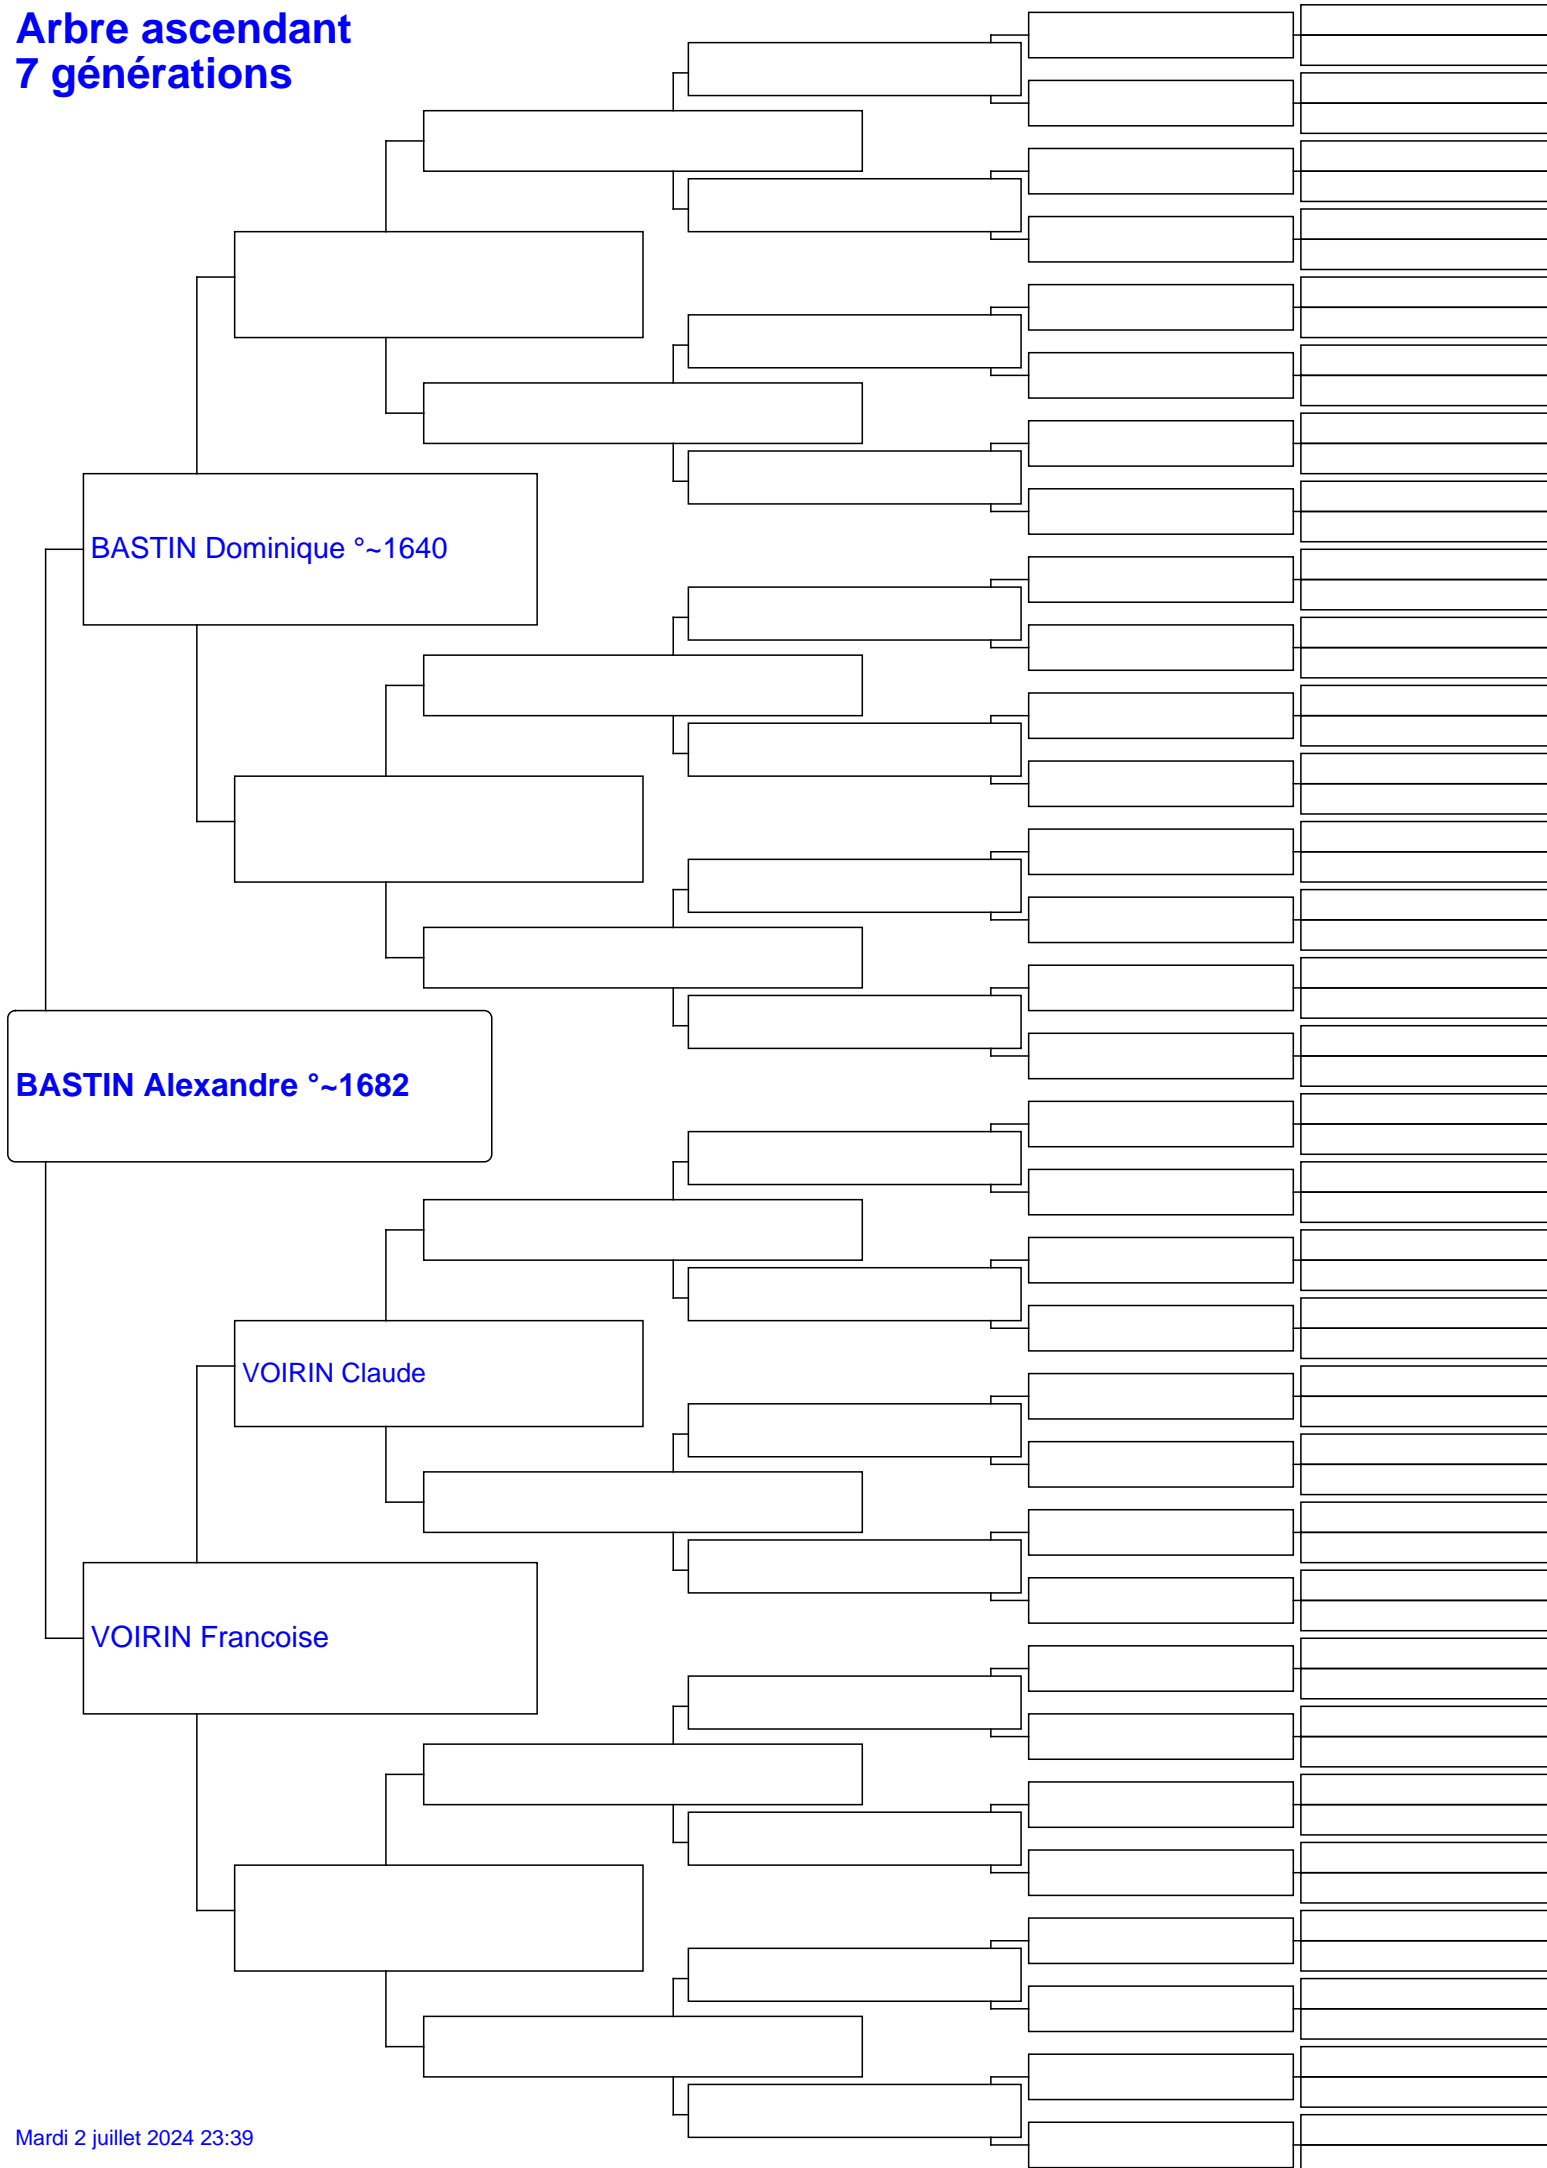 Arbre ascendant
7 générations
BASTIN Dominique °~1640
BASTIN Alexandre °~1682
VOIRIN Claude
VOIRIN Francoise
Mardi 2 juillet 2024 23:39